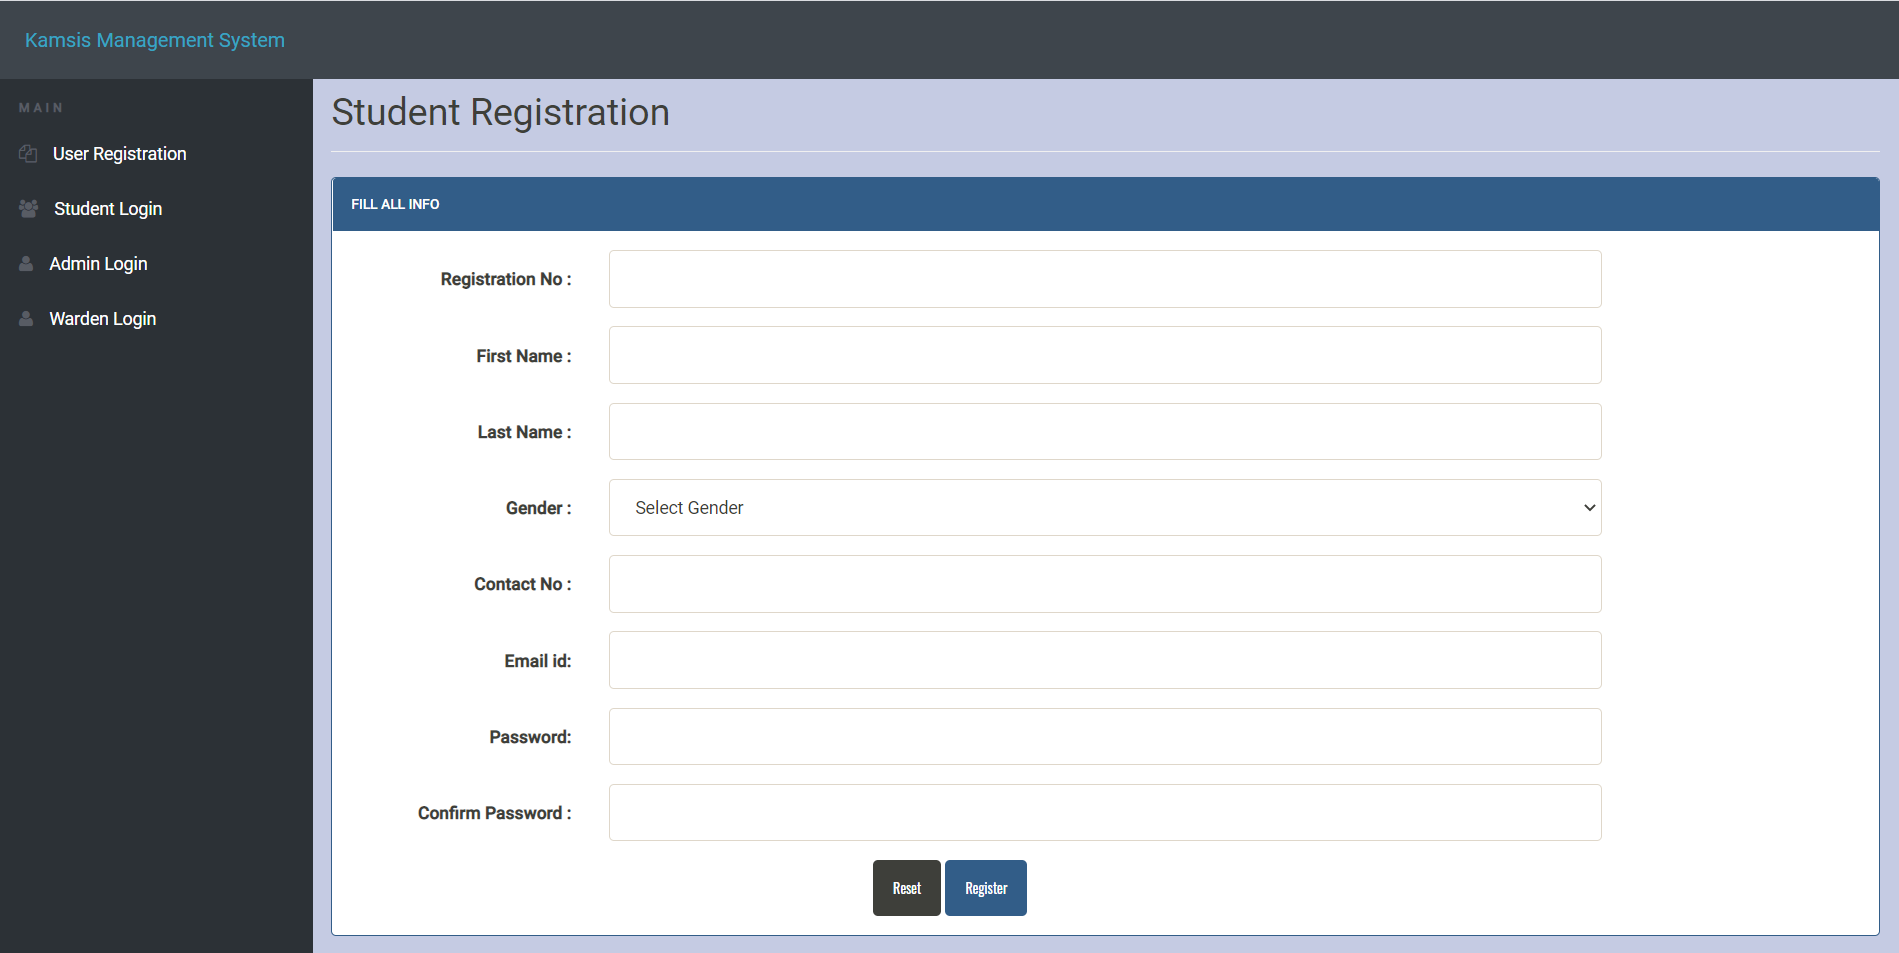 Kamsis Management System
MAIN
User Registration
Student Login
Admin Login
Warden Login
Student Registration
FILL ALL INFO
Registration No :
First Name :
Last Name :
Gender :
Select Gender
Contact No :
Email id:
Password:
Confirm Password :
Reset
Register